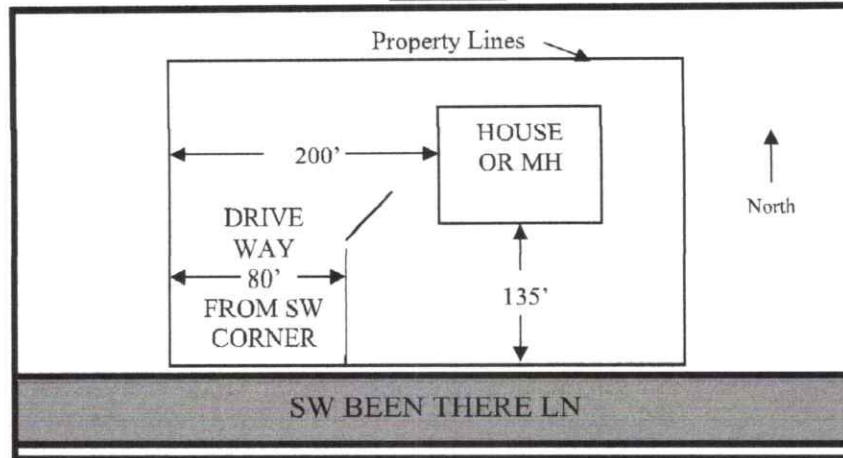 Property Lines
HOUSE
OR MH
200'
North
DRIVE
WAY
80'
FROM SW
CORNER
135'
SW BEEN THERE LN